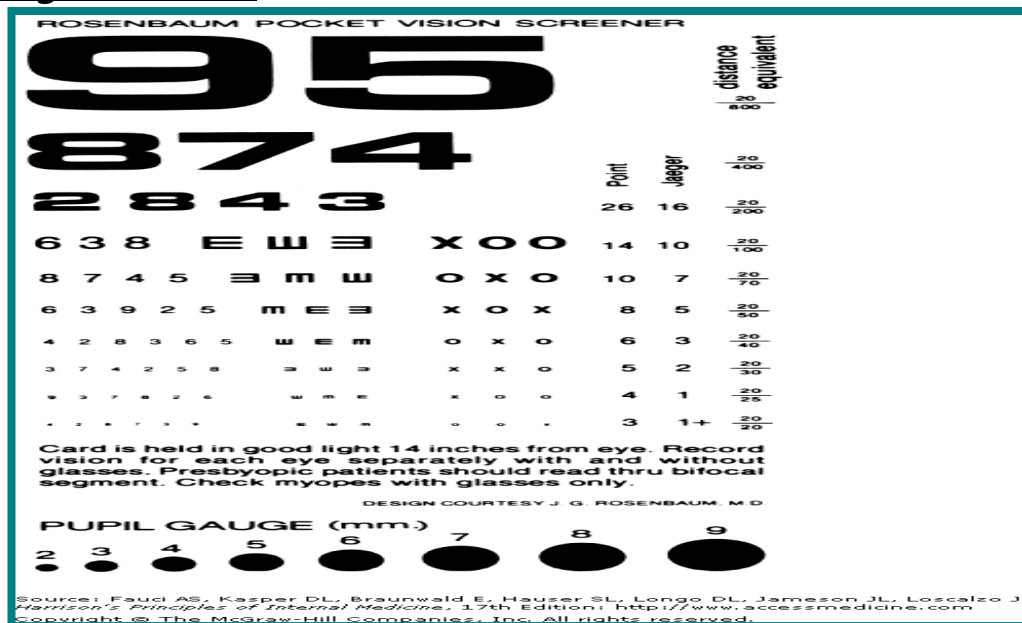 ROSENBAUM POCKET VISION SCREENER
95
distance equivalent
20/800
874
Point Jaeger
20/400
2843 26 16 20/200
638 XOO 14 10 20/100
8745 OXO 10 7 20/70
63925 XOX 8 5 20/50
428365 OXO 6 3 20/40
374258 XXO 5 2 20/30
937826 XOO 4 1 20/25
3 1+ 20/20
Card is held in good light 14 inches from eye. Record
vision for each eye separately with and without
glasses. Presbyopic patients should read thru bifocal
segment. Check myopes with glasses only.
DESIGN COURTESY J. G. ROSENBAUM, M.D
PUPIL GAUGE (mm.)
2 3 4 5 6 7 8 9
Source: Fauci AS, Kasper DL, Braunwald E, Hauser SL, Longo DL, Jameson JL, Loscalzo J
Harrison's Principles of Internal Medicine, 17th Edition: http://www.accessmedicine.com
Copyright © The McGraw-Hill Companies, Inc. All rights reserved.